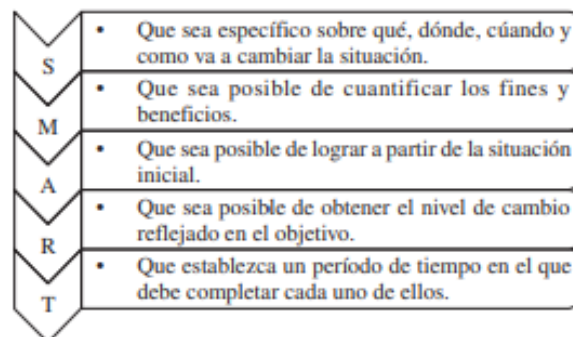 • Que sea específico sobre qué, dónde, cúando y
como va a cambiar la situación.
S
• Que sea posible de cuantificar los fines y
beneficios.
M
• Que sea posible de lograr a partir de la situación
inicial.
A
• Que sea posible de obtener el nivel de cambio
reflejado en el objetivo.
R
• Que establezca un período de tiempo en el que
debe completar cada uno de ellos.
T